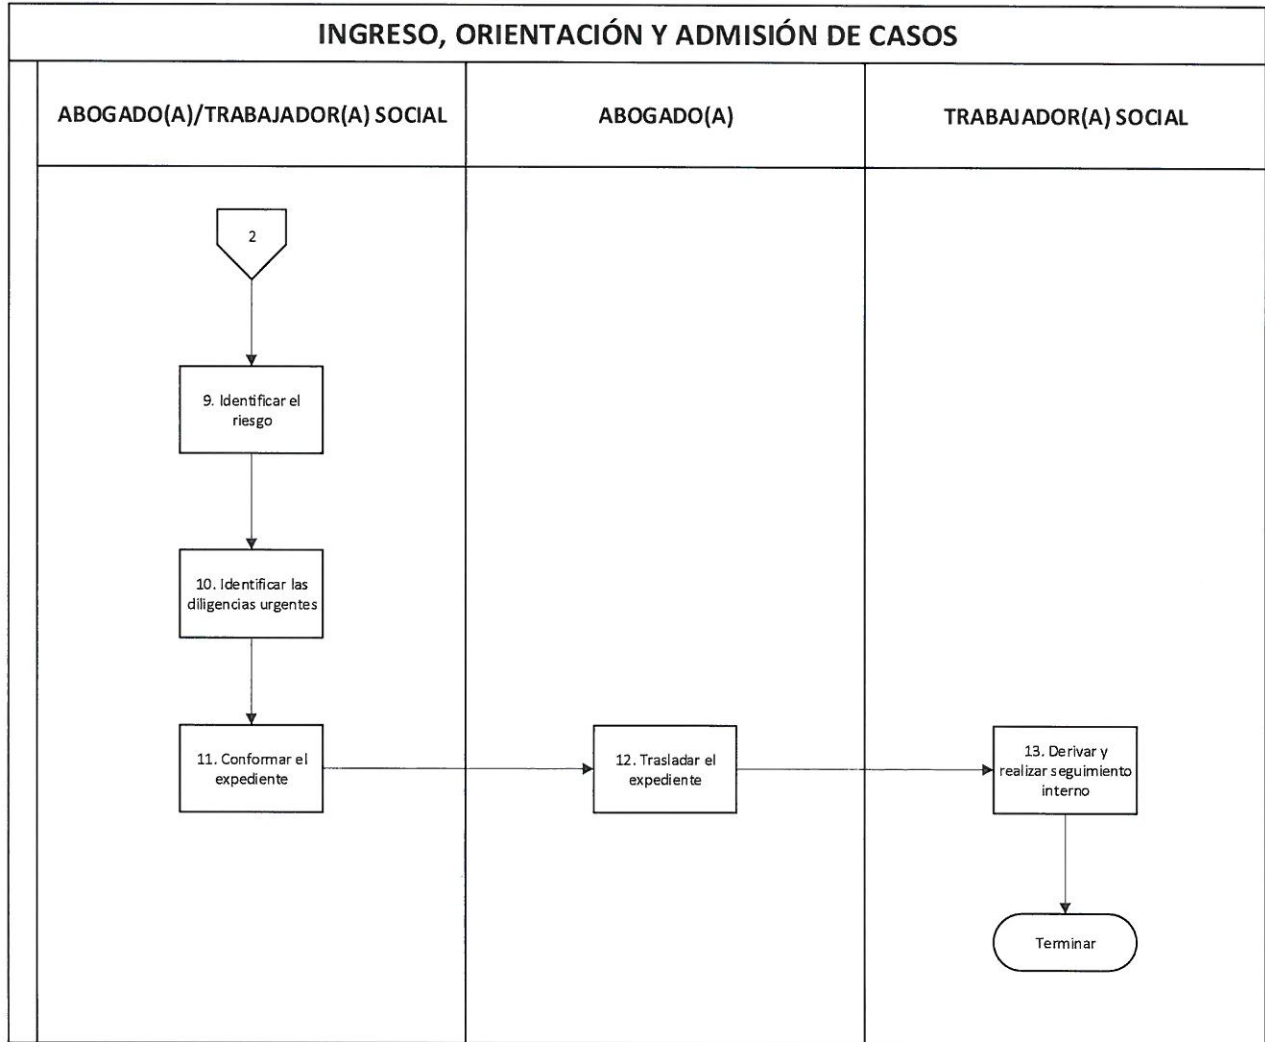 INGRESO, ORIENTACIÓN Y ADMISIÓN DE CASOS
ABOGADO(A)/TRABAJADOR(A) SOCIAL
ABOGADO(A)
TRABAJADOR(A) SOCIAL
2
9. Identificar el
riesgo
10. Identificar las
diligencias urgentes
11. Conformar el
expediente
12. Trasladar el
expediente
13. Derivar y
realizar seguimiento
interno
Terminar